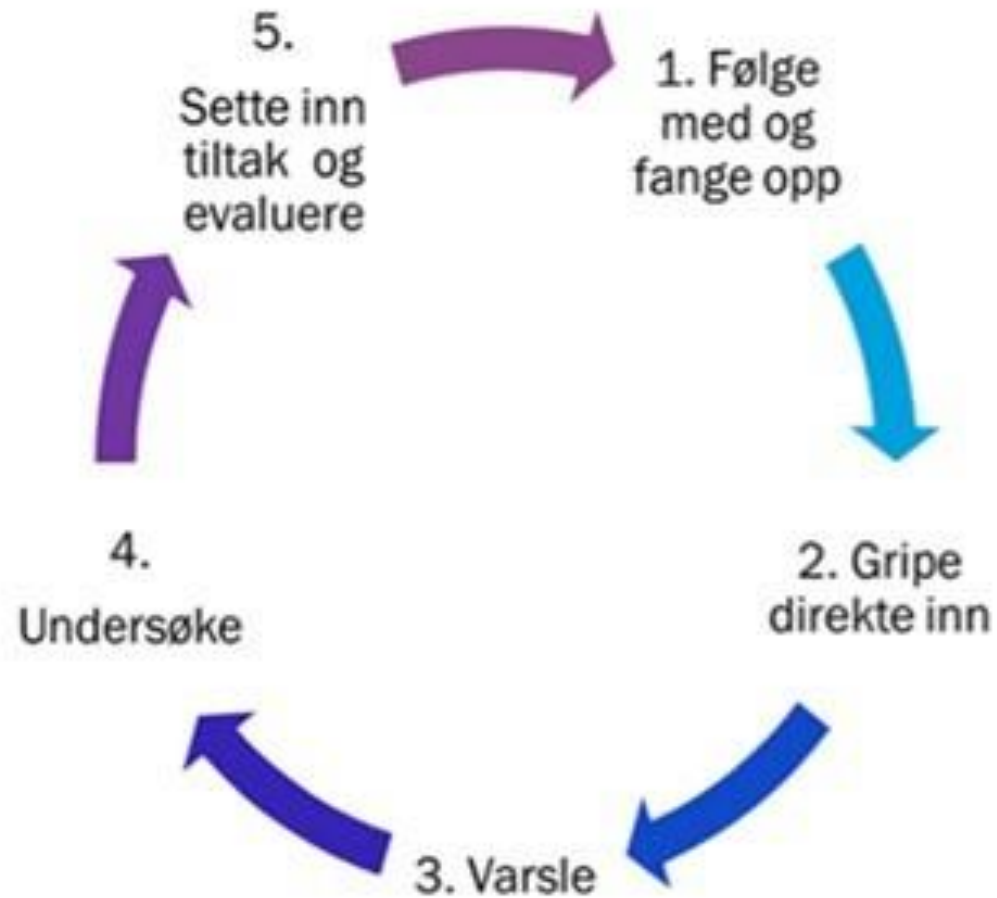 1. Følge
med og
fange opp
2. Gripe
direkte inn
3. Varsle
4.
Undersøke
5.
Sette inn
tiltak og
evaluere